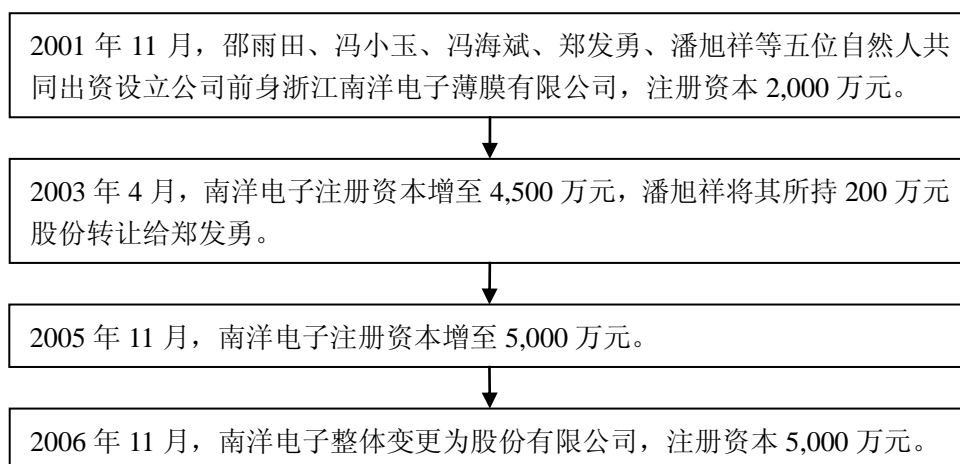 2001 年 11 月，邵雨田、冯小玉、冯海斌、郑发勇、潘旭祥等五位自然人共
同出资设立公司前身浙江南洋电子薄膜有限公司，注册资本 2,000 万元。
2003 年 4 月，南洋电子注册资本增至 4,500 万元，潘旭祥将其所持 200 万元
股份转让给郑发勇。
2005 年 11 月，南洋电子注册资本增至 5,000 万元。
2006 年 11 月，南洋电子整体变更为股份有限公司，注册资本 5,000 万元。